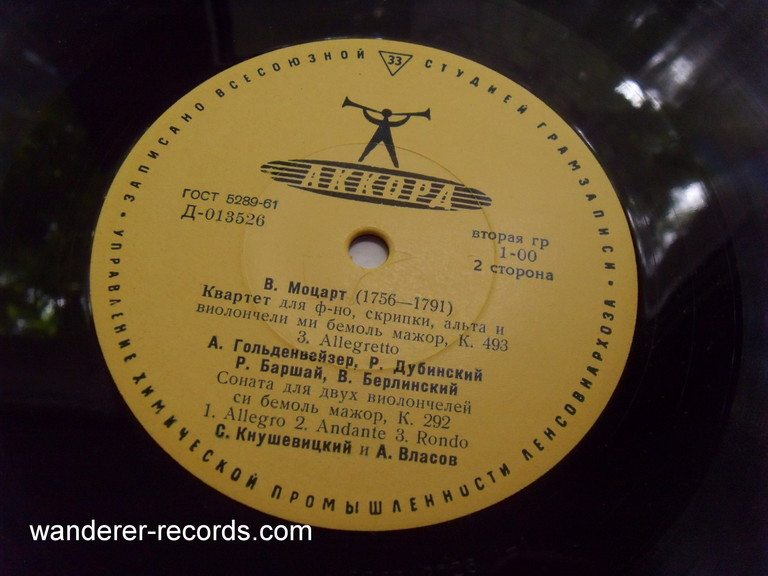 ЗАПИСАНО ВСЕСОЮЗНОЙ 33 СТУДИЕЙ ГРАМЗАПИСИ
АККОРД
ГОСТ 5289-61
Д-013526
вторая гр
1-00
2 сторона
В. Моцарт (1756—1791)
Квартет для ф-но, скрипки, альта и
виолончели ми бемоль мажор, К. 493
3. Allegretto
А. Гольденвейзер, Р. Дубинский
Р. Баршай, В. Берлинский
Соната для двух виолончелей
си бемоль мажор, К. 292
1. Allegro 2. Andante 3. Rondo
С. Кнушевицкий и А. Власов
• УПРАВЛЕНИЕ ХИМИЧЕСКОЙ ПРОМЫШЛЕННОСТИ ЛЕНСОВНАРХОЗА •
wanderer-records.com